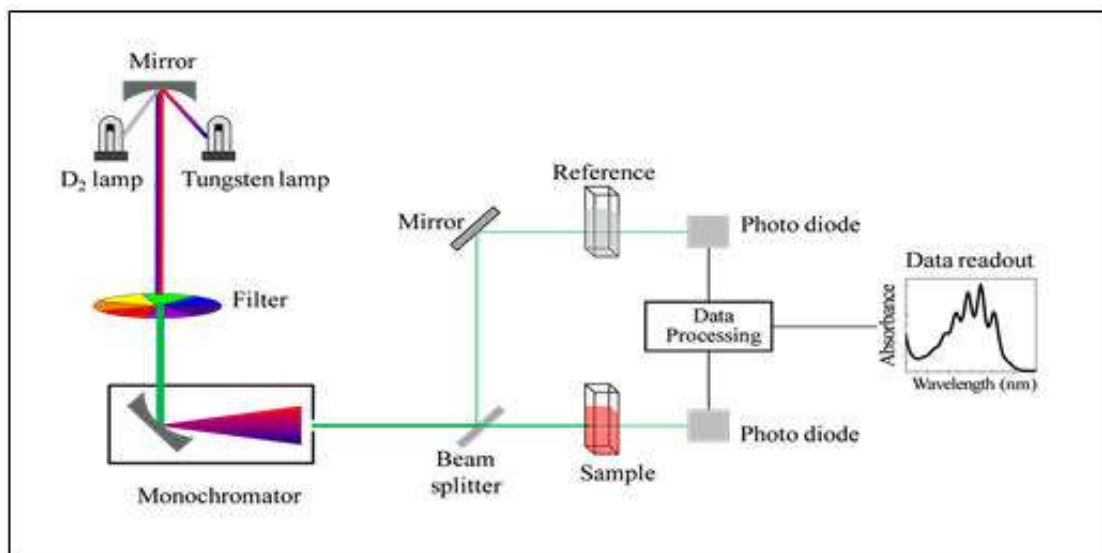 Mirror
D₂ lamp
Tungsten lamp
Filter
Monochromator
Mirror
Reference
Photo diode
Beam
splitter
Sample
Photo diode
Data
Processing
Data readout
Absorbance
Wavelength (nm)